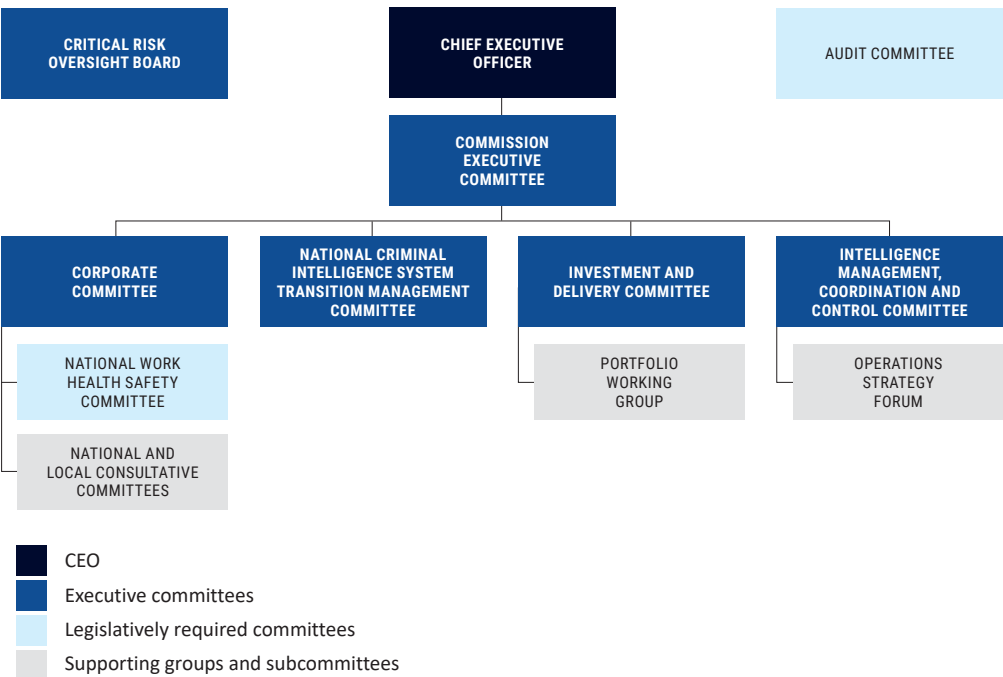 CRITICAL RISK
OVERSIGHT BOARD
CHIEF EXECUTIVE
OFFICER
AUDIT COMMITTEE
COMMISSION
EXECUTIVE
COMMITTEE
CORPORATE
COMMITTEE
NATIONAL CRIMINAL
INTELLIGENCE SYSTEM
TRANSITION MANAGEMENT
COMMITTEE
INVESTMENT AND
DELIVERY COMMITTEE
INTELLIGENCE
MANAGEMENT,
COORDINATION AND
CONTROL COMMITTEE
NATIONAL WORK
HEALTH SAFETY
COMMITTEE
PORTFOLIO
WORKING
GROUP
OPERATIONS
STRATEGY
FORUM
NATIONAL AND
LOCAL CONSULTATIVE
COMMITTEES
CEO
Executive committees
Legislatively required committees
Supporting groups and subcommittees